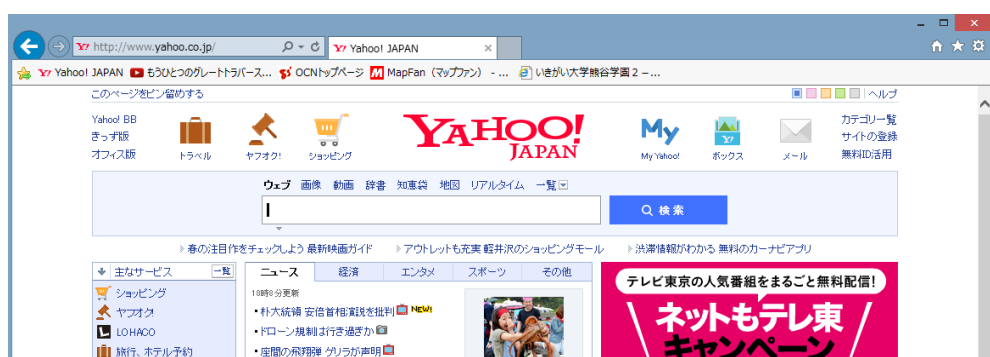 http://www.yahoo.co.jp/
Yahoo! JAPAN
Yahoo! JAPAN
もうひとつのグレートトラバース...
OCNトップページ
MapFan（マップファン） - ...
いきがい大学熊谷学園２－...
このページをピン留めする
ヘルプ
Yahoo! BB
きっず版
オフィス版
トラベル
ヤフオク!
ショッピング
YAHOO!
JAPAN
My
My Yahoo!
ボックス
メール
カテゴリ一覧
サイトの登録
無料ID活用
ウェブ 画像 動画 辞書 知恵袋 地図 リアルタイム 一覧
検索
春の注目作をチェックしよう 最新映画ガイド
アウトレットも充実 軽井沢のショッピングモール
渋滞情報がわかる 無料のカーナビアプリ
主なサービス 一覧
ショッピング
ヤフオク!
LOHACO
旅行、ホテル予約
ニュース 経済 エンタメ スポーツ その他
18時8分更新
・朴大統領 安倍首相演説を批判 NEW!
・ドローン規制は行き過ぎか
・座間の飛翔弾 ゲリラが声明
テレビ東京の人気番組をまるごと無料配信!
ネットもテレ東
キャンペーン